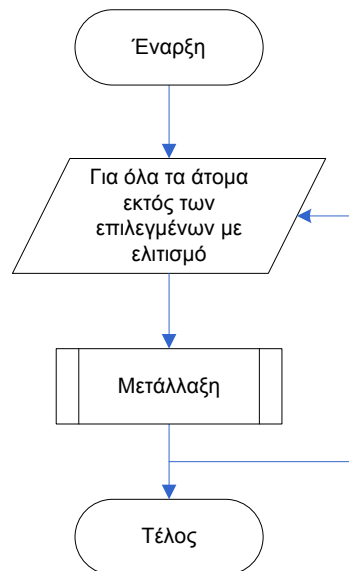 Έναρξη
Για όλα τα άτομα
εκτός των
επιλεγμένων με
ελιτισμό
Μετάλλαξη
Τέλος